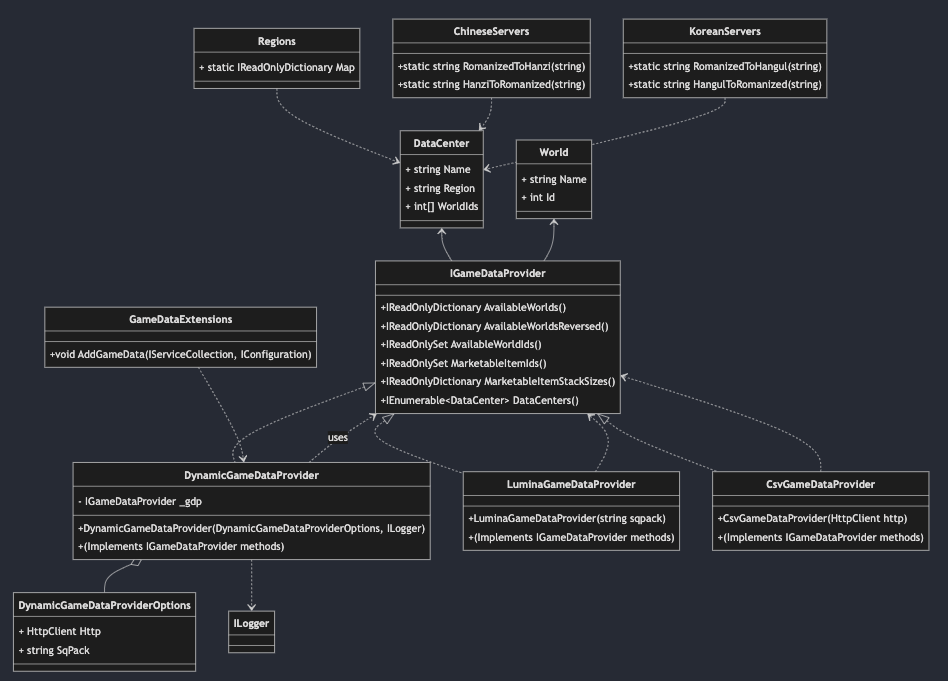 Regions
+ static IReadOnlyDictionary Map
ChineseServers
+static string RomanizedToHanzi(string)
+static string HanziToRomanized(string)
KoreanServers
+static string RomanizedToHangul(string)
+static string HangulToRomanized(string)
DataCenter
+ string Name
+ string Region
+ int[] WorldIds
World
+ string Name
+ int Id
IGameDataProvider
+IReadOnlyDictionary AvailableWorlds()
+IReadOnlyDictionary AvailableWorldsReversed()
+IReadOnlySet AvailableWorldIds()
+IReadOnlySet MarketableItemIds()
+IReadOnlyDictionary MarketableItemStackSizes()
+IEnumerable<DataCenter> DataCenters()
GameDataExtensions
+void AddGameData(IServiceCollection, IConfiguration)
uses
DynamicGameDataProvider
- IGameDataProvider _gdp
+DynamicGameDataProvider(DynamicGameDataProviderOptions, ILogger)
+(Implements IGameDataProvider methods)
LuminaGameDataProvider
+LuminaGameDataProvider(string sqpack)
+(Implements IGameDataProvider methods)
CsvGameDataProvider
+CsvGameDataProvider(HttpClient http)
+(Implements IGameDataProvider methods)
DynamicGameDataProviderOptions
+ HttpClient Http
+ string SqPack
ILogger